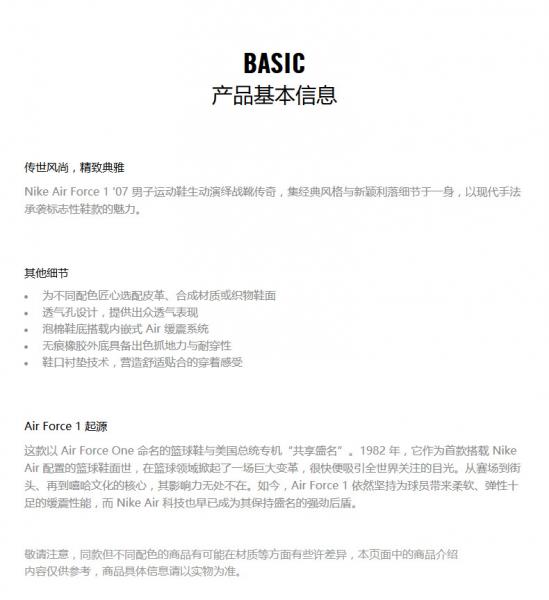 BASIC
产品基本信息
传世风尚，精致典雅
Nike Air Force 1 '07 男子运动鞋生动演绎战靴传奇，集经典风格与新颖利落细节于一身，以现代手法
承袭标志性鞋款的魅力。
其他细节
• 为不同配色匠心选配皮革、合成材质或织物鞋面
• 透气孔设计，提供出众透气表现
• 泡棉鞋底搭载内嵌式 Air 缓震系统
• 无痕橡胶外底具备出色抓地力与耐穿性
• 鞋口衬垫技术，营造舒适贴合的穿着感受
Air Force 1 起源
这款以 Air Force One 命名的篮球鞋与美国总统专机“共享盛名”。1982 年，它作为首款搭载 Nike
Air 配置的篮球鞋面世，在篮球领域掀起了一场巨大变革，很快便吸引全世界关注的目光。从赛场到街
头、再到嘻哈文化的核心，其影响力无处不在。如今，Air Force 1 依然坚持为球员带来柔软、弹性十
足的缓震性能，而 Nike Air 科技也早已成为其保持盛名的强劲后盾。
敬请注意，同款但不同配色的商品有可能在材质等方面有些许差异，本页面中的商品介绍
内容仅供参考，商品具体信息请以实物为准。